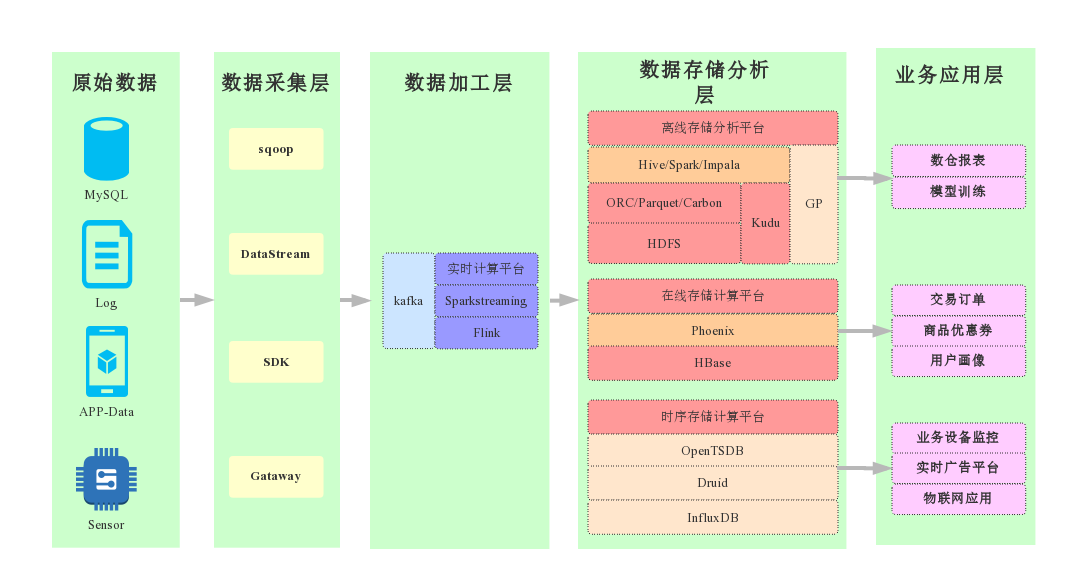 原始数据
MySQL
Log
APP-Data
Sensor
数据采集层
sqoop
DataStream
SDK
Gataway
数据加工层
kafka
实时计算平台
Sparkstreaming
Flink
数据存储分析
层
离线存储分析平台
Hive/Spark/Impala
ORC/Parquet/Carbon
HDFS
Kudu
GP
在线存储计算平台
Phoenix
HBase
时序存储计算平台
OpenTSDB
Druid
InfluxDB
业务应用层
数仓报表
模型训练
交易订单
商品优惠券
用户画像
业务设备监控
实时广告平台
物联网应用